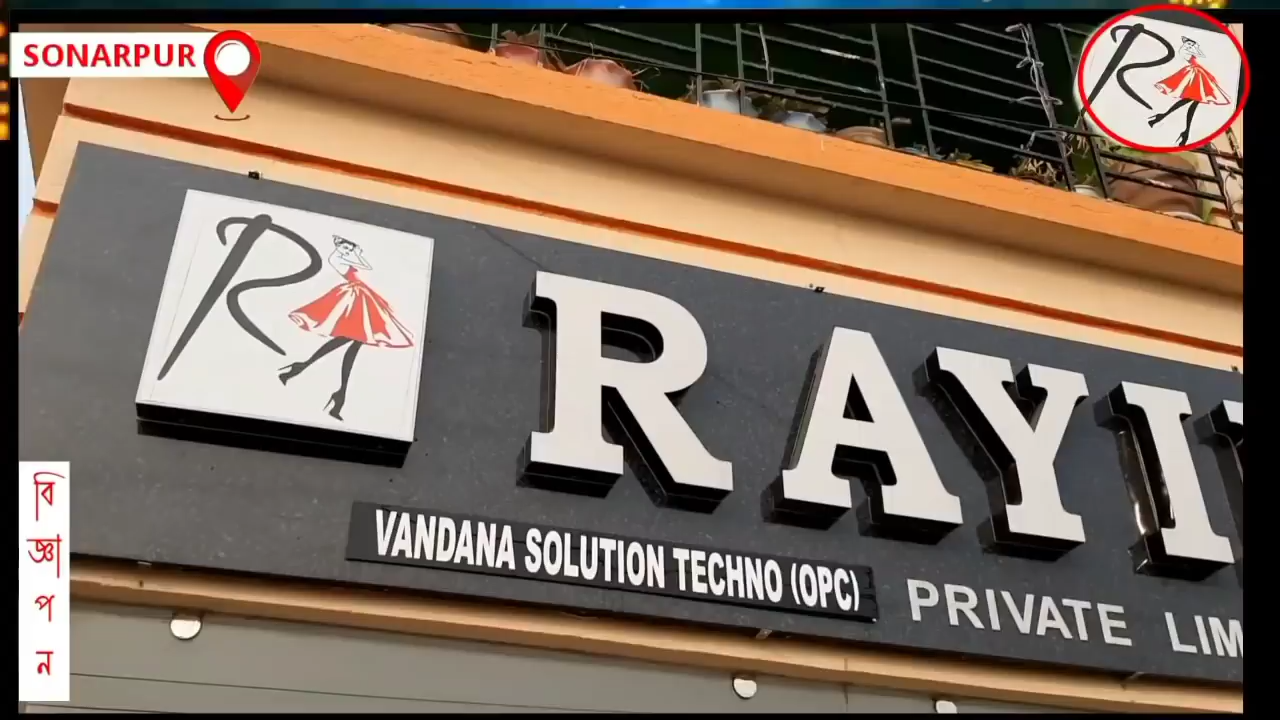 SONARPUR
R
R
RAYI
VANDANA SOLUTION TECHNO (OPC)
PRIVATE LIM
বিজ্ঞাপন